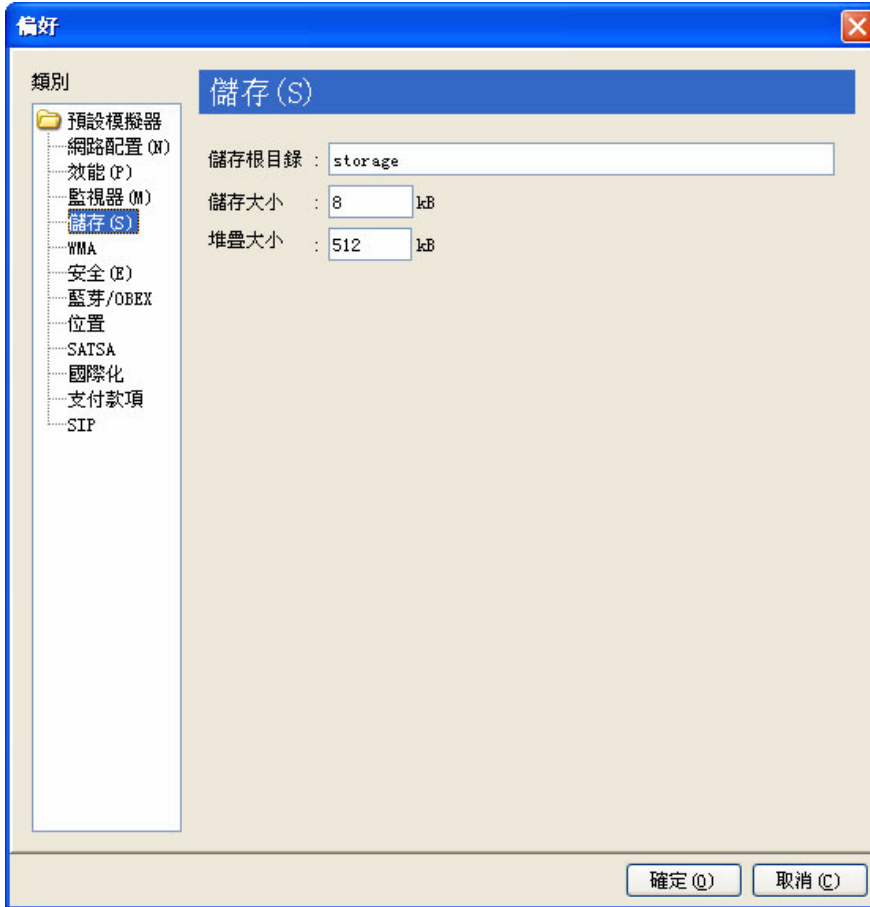 偏好
類別
預設模擬器
網路配置(N)
效能(P)
監視器(M)
儲存(S)
WMA
安全(E)
藍芽/OBEX
位置
SATSA
國際化
支付款項
SIP
儲存(S)
儲存根目錄 : storage
儲存大小 : 8 kB
堆疊大小 : 512 kB
確定(O)
取消(C)